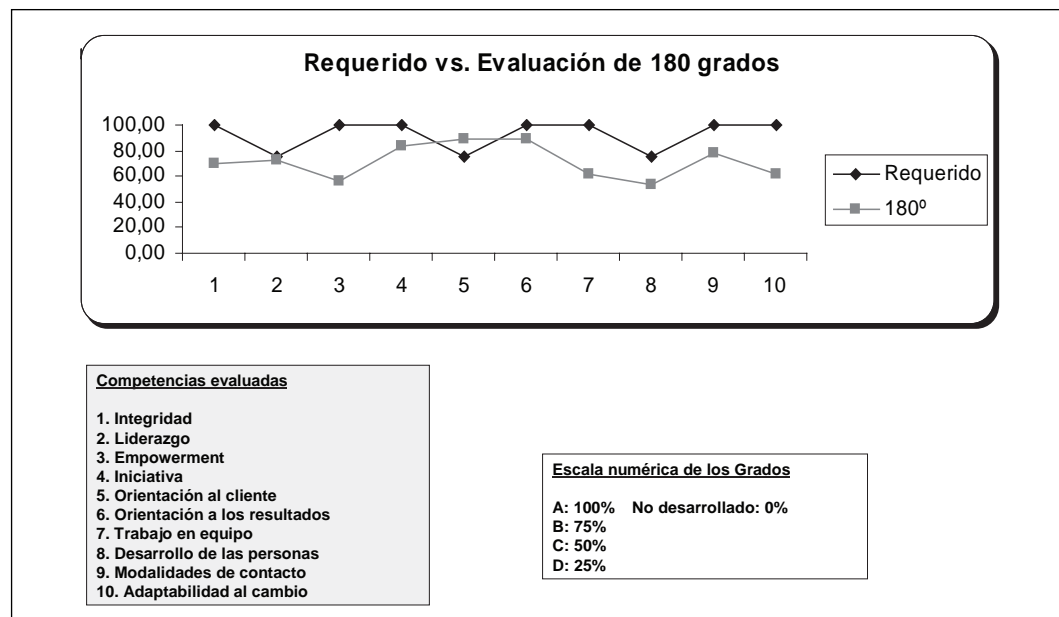 Requerido vs. Evaluación de 180 grados
100,00
80,00
60,00
40,00
20,00
0,00
1 2 3 4 5 6 7 8 9 10
Requerido
180º
Competencias evaluadas
1. Integridad
2. Liderazgo
3. Empowerment
4. Iniciativa
5. Orientación al cliente
6. Orientación a los resultados
7. Trabajo en equipo
8. Desarrollo de las personas
9. Modalidades de contacto
10. Adaptabilidad al cambio
Escala numérica de los Grados
A: 100% No desarrollado: 0%
B: 75%
C: 50%
D: 25%